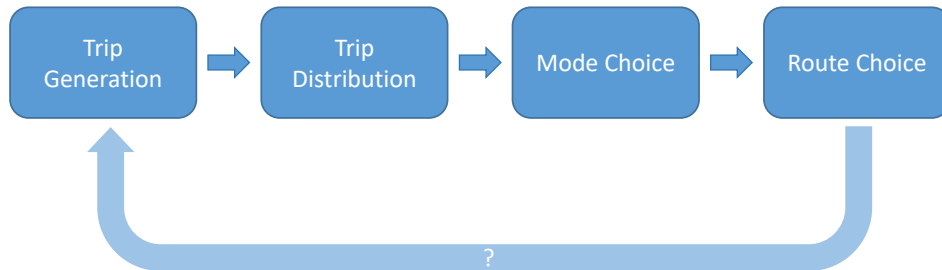 Trip
Generation
Trip
Distribution
Mode Choice
Route Choice
?